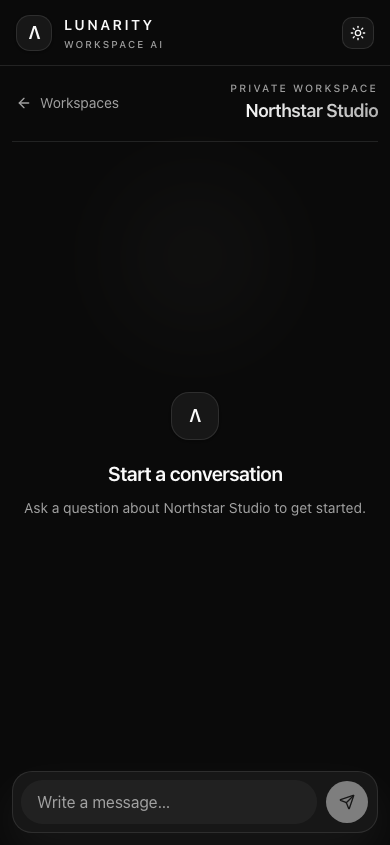 Λ
LUNARITY
WORKSPACE AI
Workspaces
PRIVATE WORKSPACE
Northstar Studio
Λ
Start a conversation
Ask a question about Northstar Studio to get started.
Write a message...